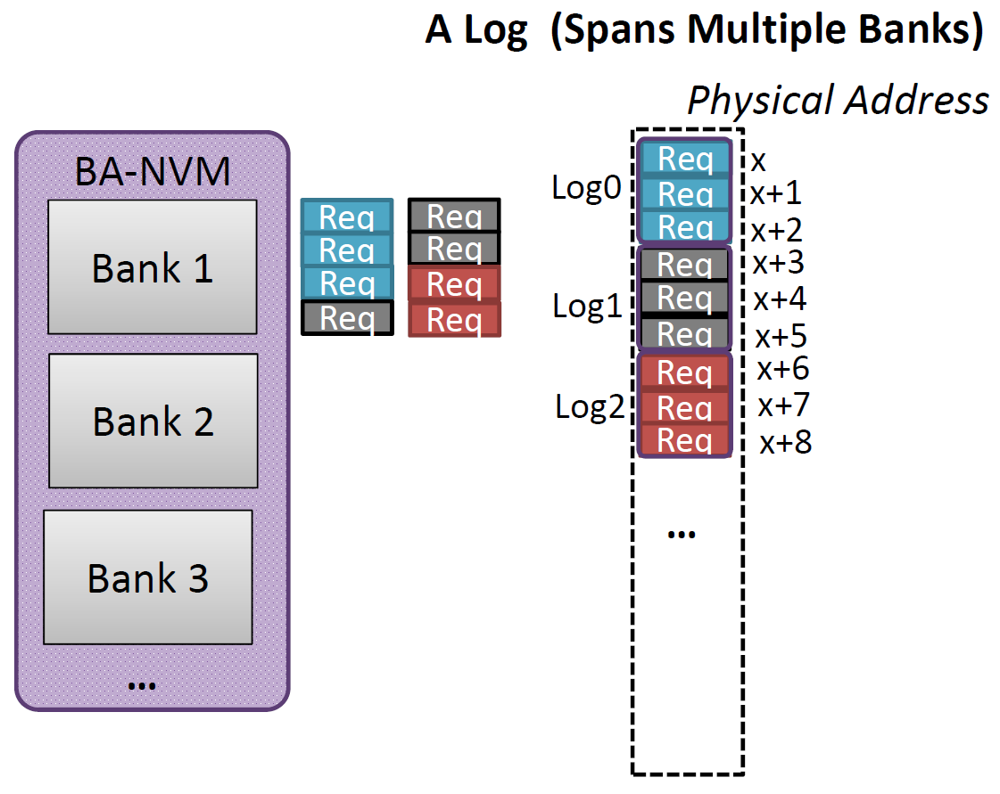 A Log (Spans Multiple Banks)
Physical Address
BA-NVM
Bank 1
Bank 2
Bank 3
...
Req Req
Req Req
Req Req
Req Req
Log0
Req x
Req x+1
Req x+2
Log1
Req x+3
Req x+4
Req x+5
Log2
Req x+6
Req x+7
Req x+8
...